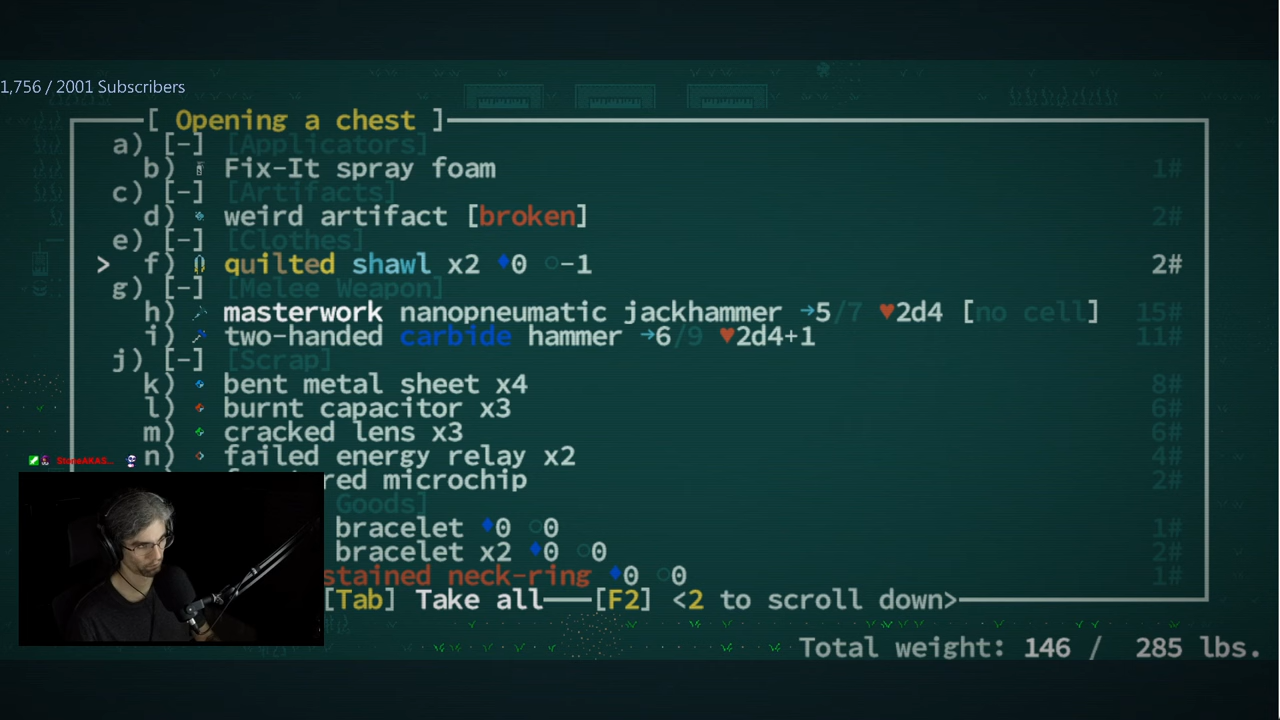 1,756 / 2001 Subscribers
[ Opening a chest ]
a) [-] [Applicators]
b) Fix-It spray foam 1#
c) [-] [Artifacts]
d) weird artifact [broken] 2#
e) [-] [Clothes]
> f) quilted shawl x2 ♦0 ○-1 2#
g) [-] [Melee Weapon]
h) masterwork nanopneumatic jackhammer →5/7 ♥2d4 [no cell] 15#
i) two-handed carbide hammer →6/9 ♥2d4+1 11#
j) [-] [Scrap]
k) bent metal sheet x4 8#
l) burnt capacitor x3 6#
m) cracked lens x3 6#
StoneAKAS...
n) failed energy relay x2 4#
red microchip 2#
Goods]
bracelet ♦0 ○0 1#
bracelet x2 ♦0 ○0 2#
stained neck-ring ♦0 ○0 1#
[Tab] Take all [F2] <2 to scroll down>
Total weight: 146 / 285 lbs.